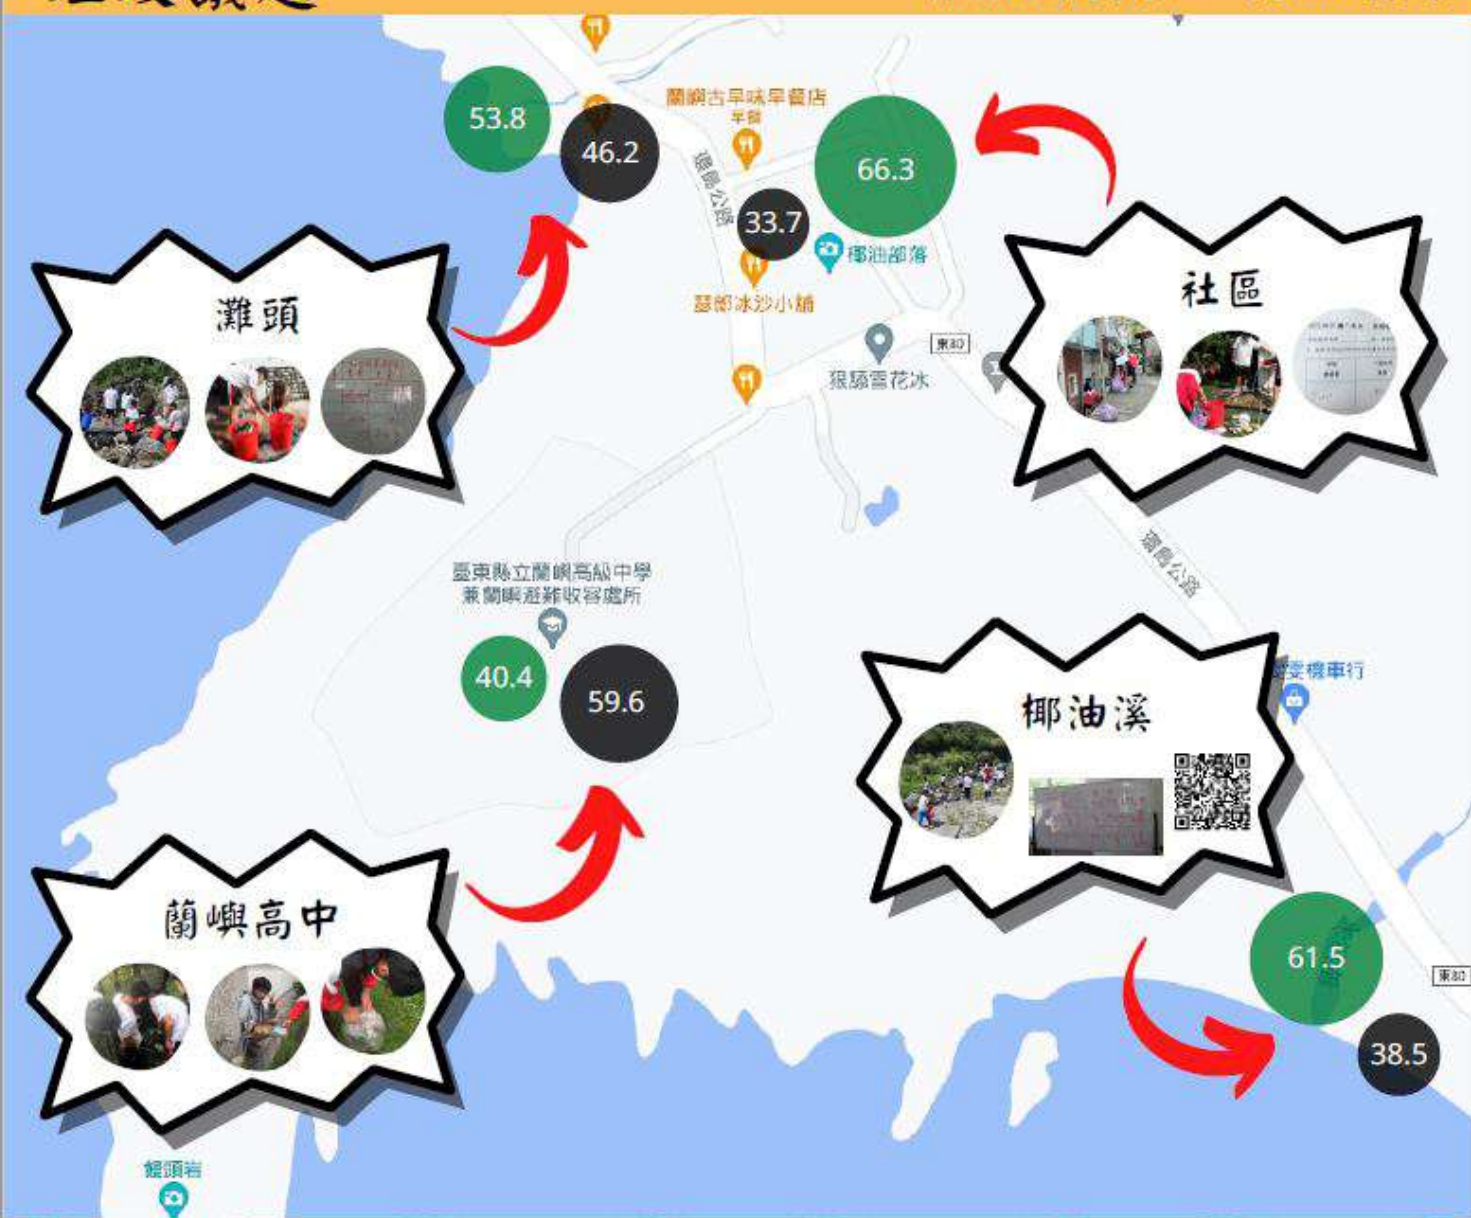 53.8
46.2
蘭嶼古早味早餐店
早餐
66.3
環島公路
33.7
椰油部落
瑟郎冰沙小舖
灘頭
社區
東80
狠舔雪花冰
環島公路
臺東縣立蘭嶼高級中學
兼蘭嶼避難收容處所
40.4
59.6
雯機車行
椰油溪
蘭嶼高中
61.5
東80
38.5
饅頭岩